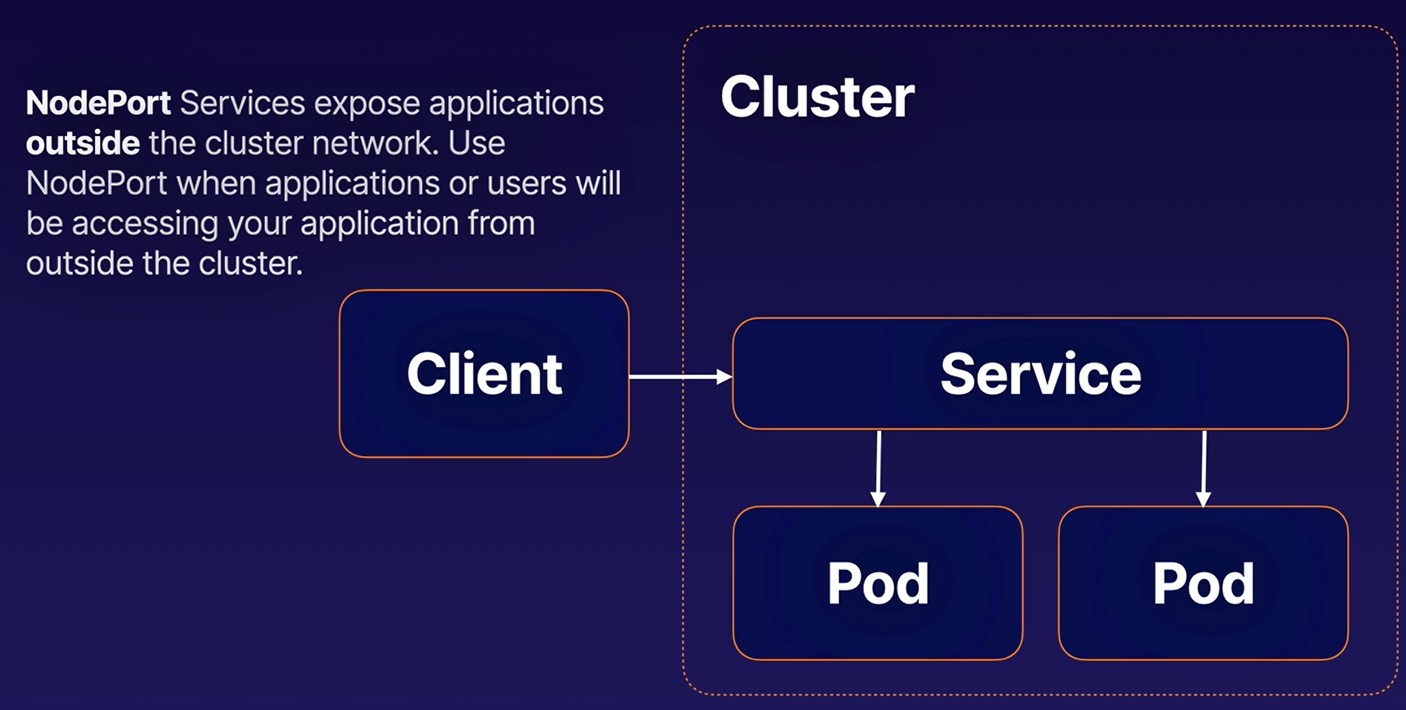 NodePort Services expose applications
outside the cluster network. Use
NodePort when applications or users will
be accessing your application from
outside the cluster.
Cluster
Client
Service
Pod
Pod